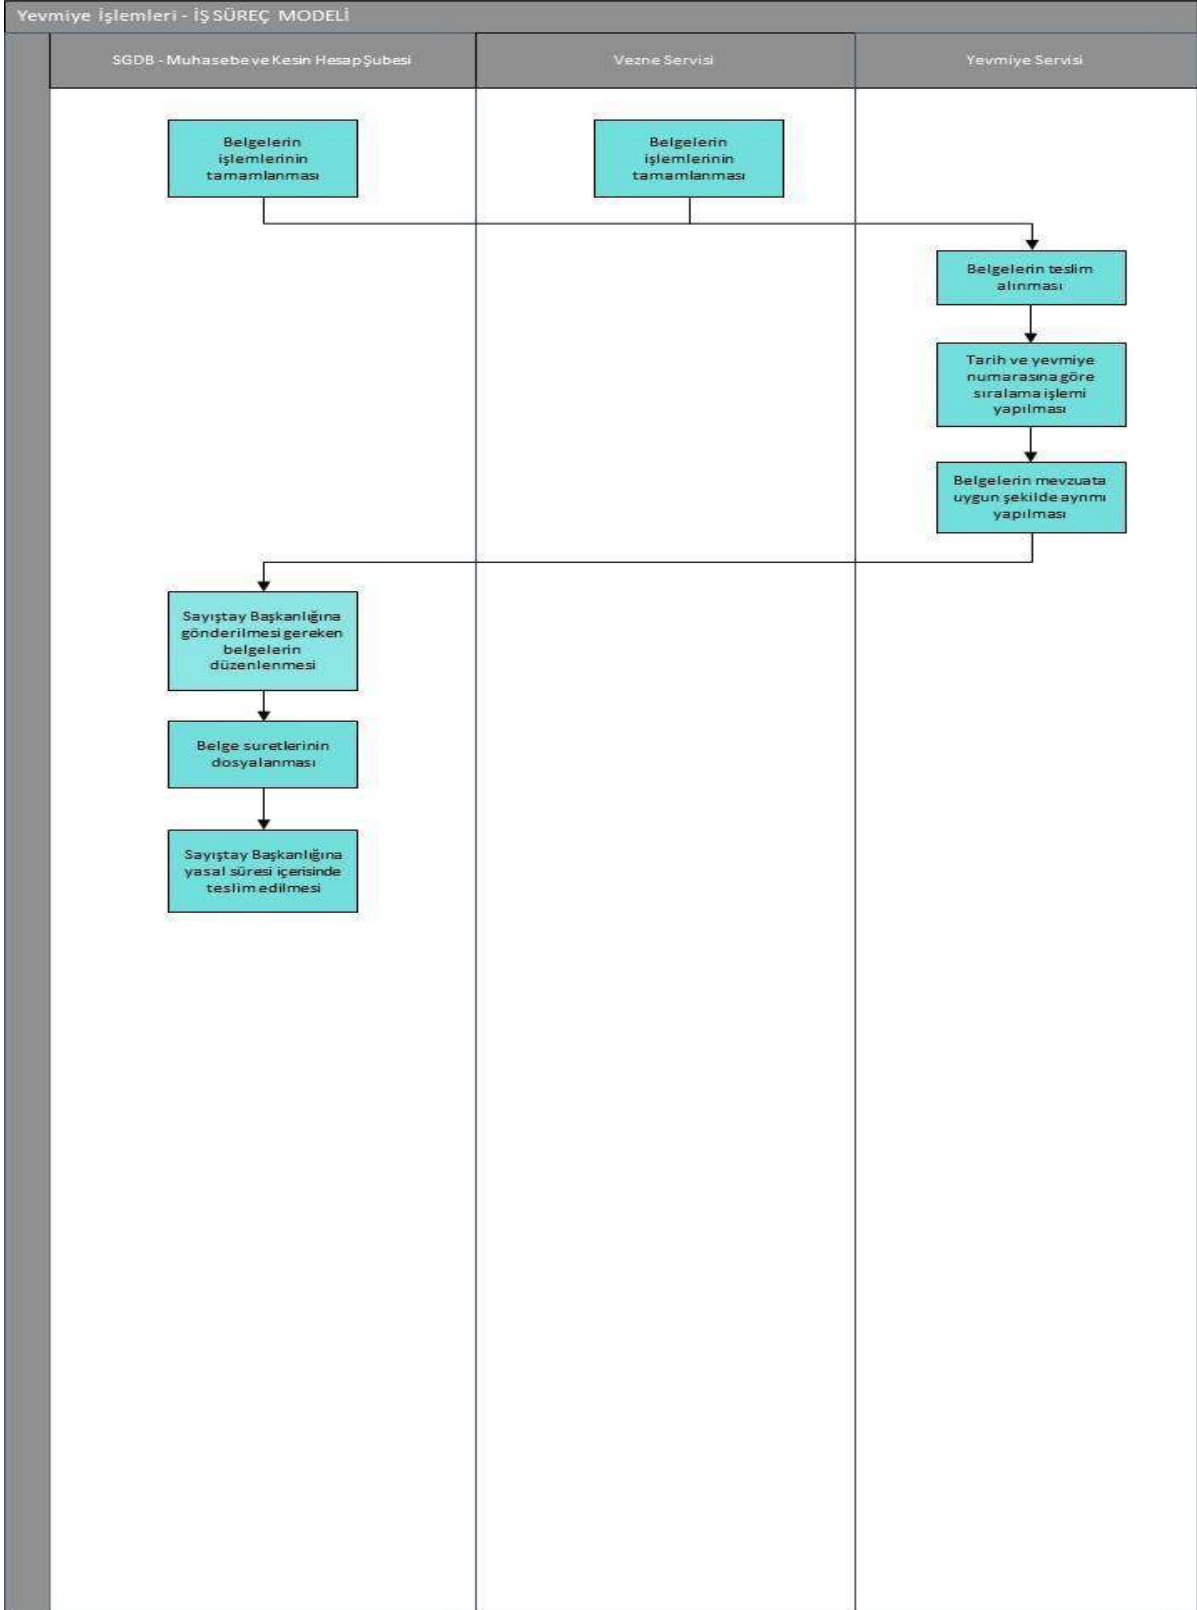 Yevmiye İşlemleri - İŞ SÜREÇ MODELİ
SGDB - Muhasebe ve Kesin Hesap Şubesi
Vezne Servisi
Yevmiye Servisi
Belgelerin
işlemlerinin
tamamlanması
Belgelerin
işlemlerinin
tamamlanması
Belgelerin teslim
alınması
Tarih ve yevmiye
numarasına göre
sıralama işlemi
yapılması
Belgelerin mevzuata
uygun şekilde ayrımı
yapılması
Sayıştay Başkanlığına
gönderilmesi gereken
belgelerin
düzenlenmesi
Belge suretlerinin
dosyalanması
Sayıştay Başkanlığına
yasal süresi içerisinde
teslim edilmesi